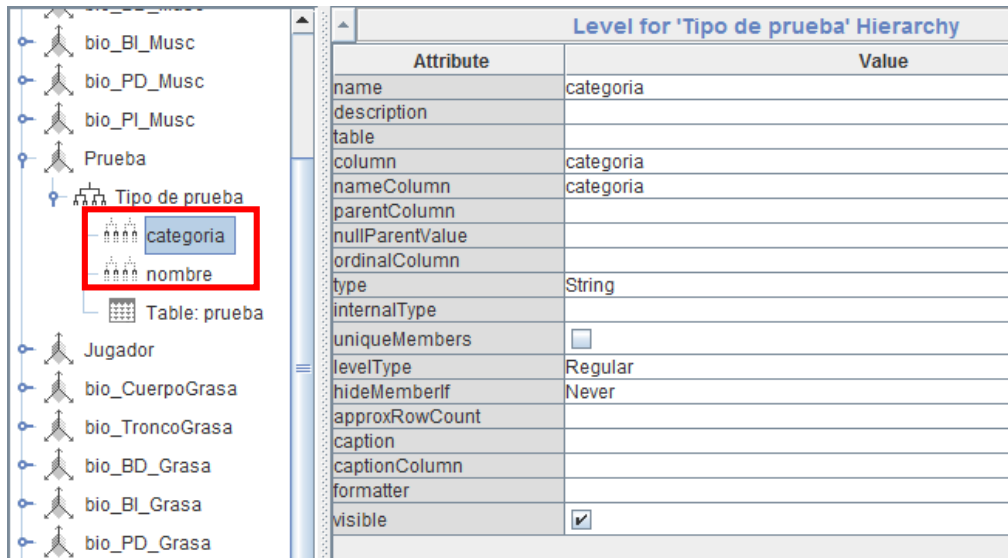 bio_BI_Musc
bio_PD_Musc
bio_PI_Musc
Prueba
Tipo de prueba
categoria
nombre
Table: prueba
Jugador
bio_CuerpoGrasa
bio_TroncoGrasa
bio_BD_Grasa
bio_BI_Grasa
bio_PD_Grasa
Level for 'Tipo de prueba' Hierarchy
Attribute Value
name categoria
description
table
column categoria
nameColumn categoria
parentColumn
nullParentValue
ordinalColumn
type String
internalType
uniqueMembers
levelType Regular
hideMemberIf Never
approxRowCount
caption
captionColumn
formatter
visible